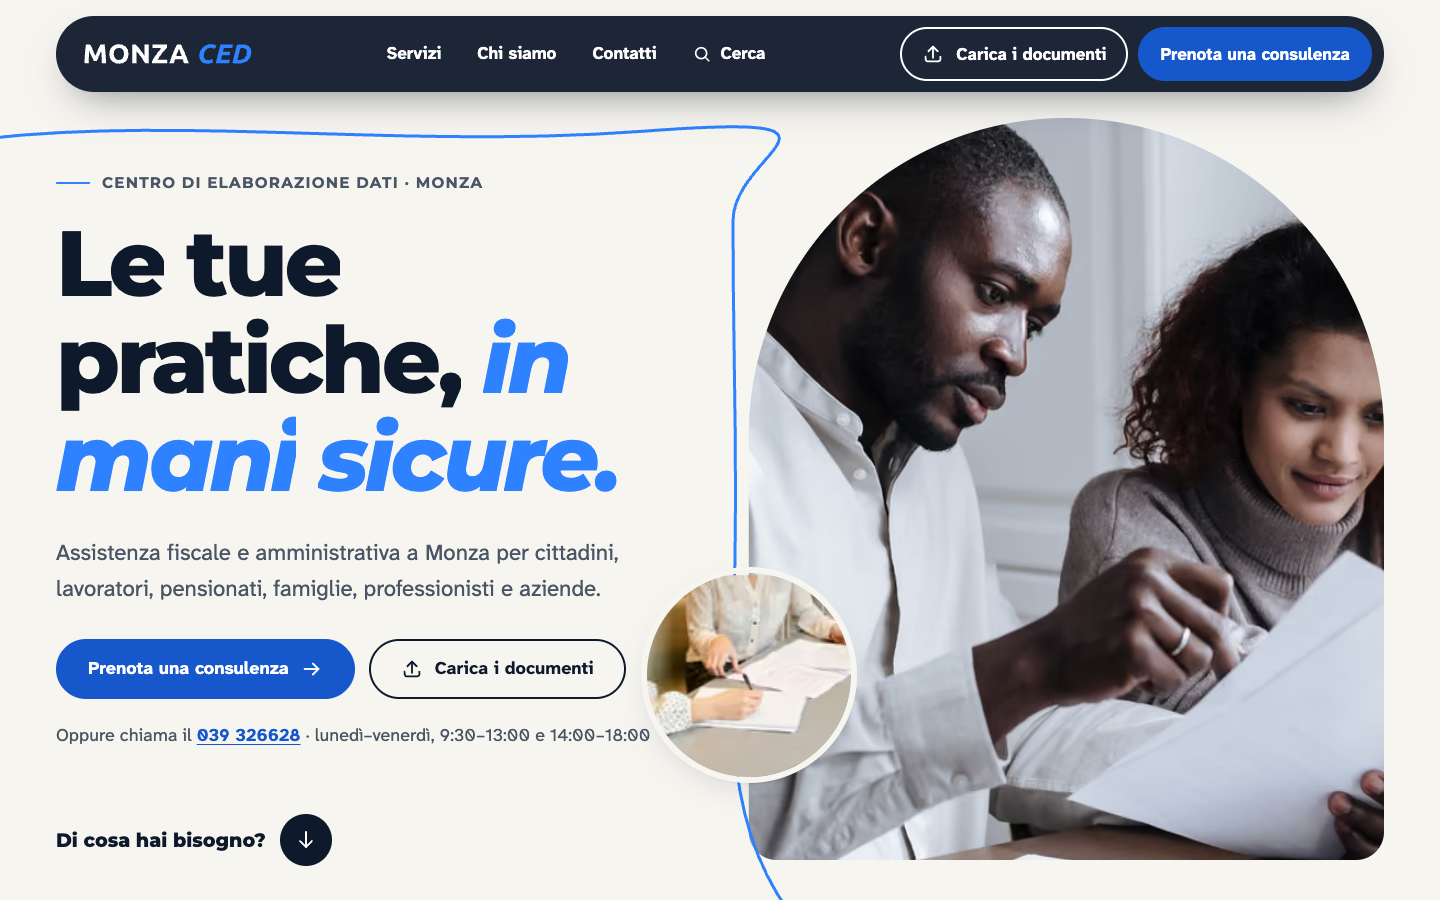 MONZA CED
Servizi
Chi siamo
Contatti
Cerca
Carica i documenti
Prenota una consulenza
CENTRO DI ELABORAZIONE DATI · MONZA
Le tue
pratiche, in
mani sicure.
Assistenza fiscale e amministrativa a Monza per cittadini,
lavoratori, pensionati, famiglie, professionisti e aziende.
Prenota una consulenza
Carica i documenti
Oppure chiama il 039 326628 · lunedì–venerdì, 9:30–13:00 e 14:00–18:00
Di cosa hai bisogno?